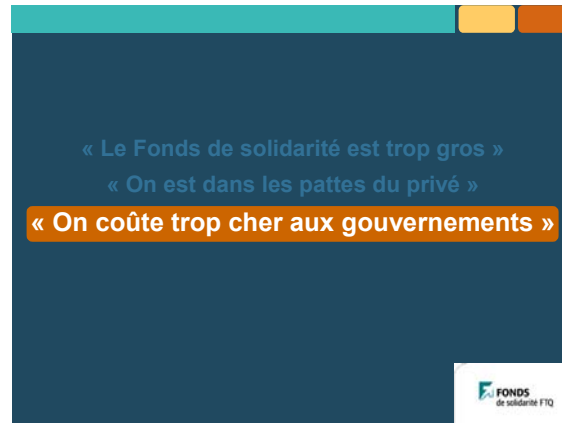 « Le Fonds de solidarité est trop gros »
« On est dans les pattes du privé »
« On coûte trop cher aux gouvernements »
FONDS
de solidarité FTQ